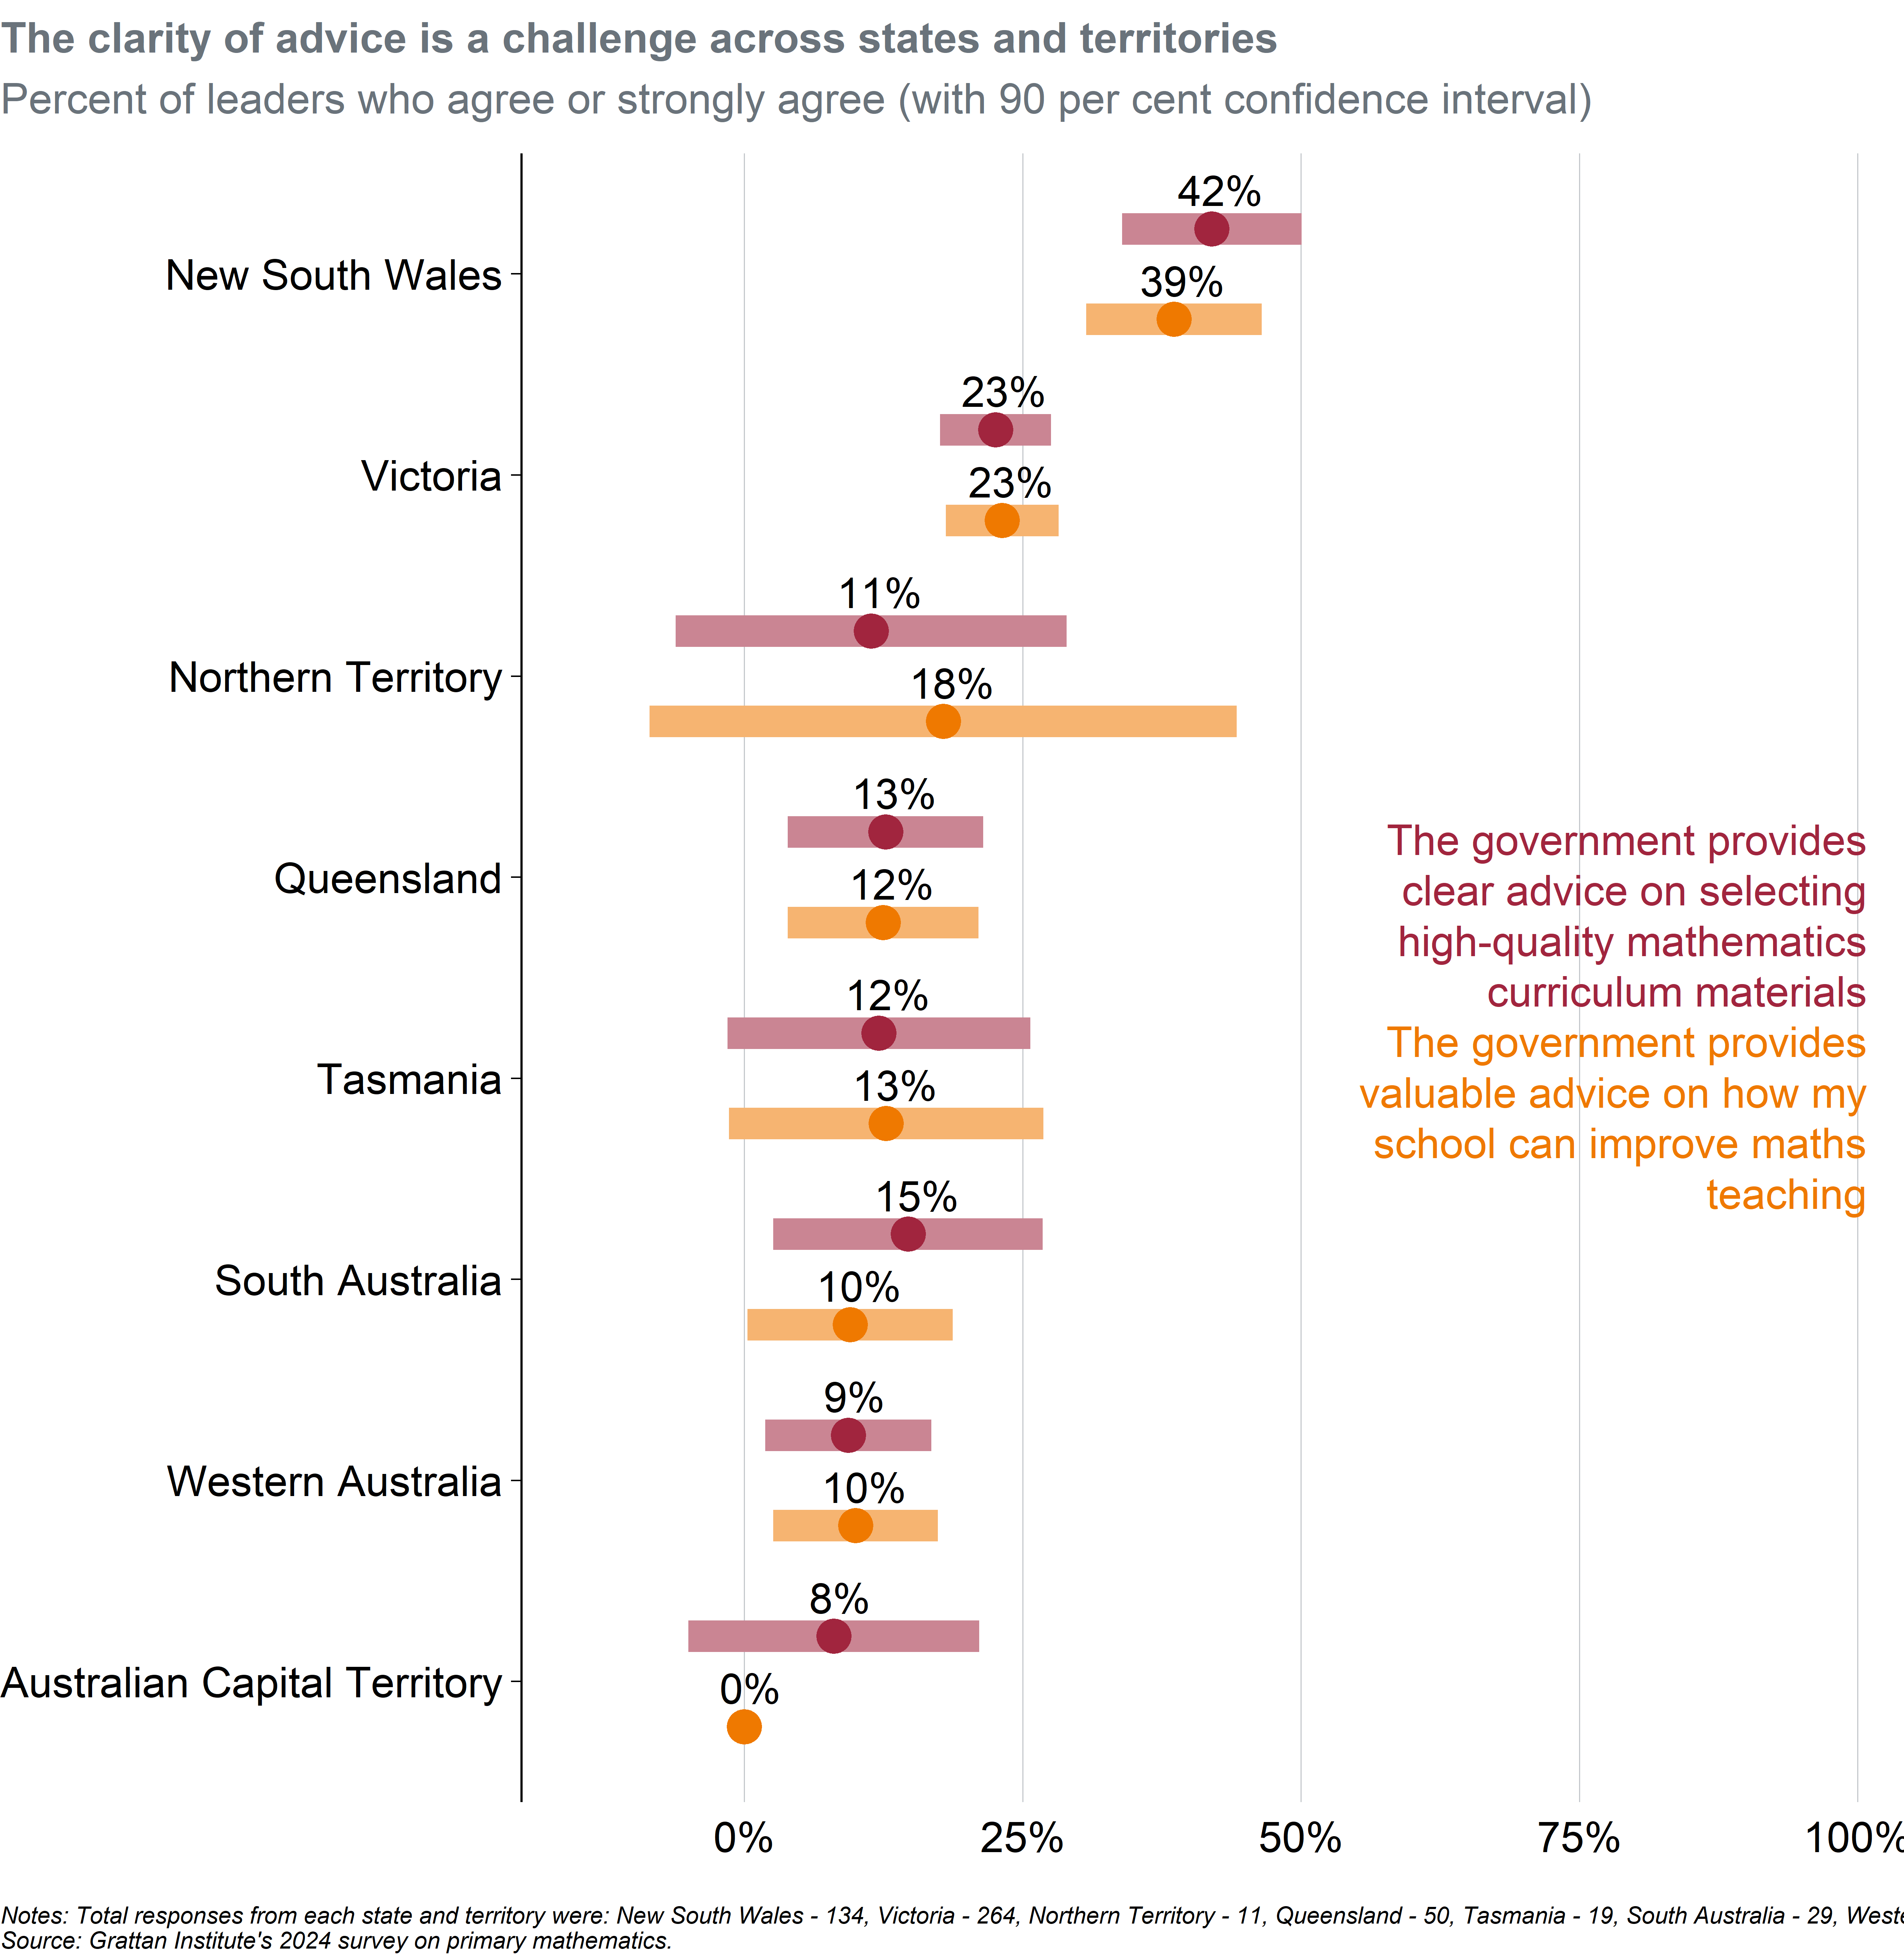 The clarity of advice is a challenge across states and territories
Percent of leaders who agree or strongly agree (with 90 per cent confidence interval)
42%
New South Wales
39%
23%
Victoria
23%
11%
Northern Territory
18%
13%
Queensland
12%
12%
Tasmania
13%
15%
South Australia
10%
9%
Western Australia
10%
8%
Australian Capital Territory
0%
The government provides
clear advice on selecting
high-quality mathematics
curriculum materials
The government provides
valuable advice on how my
school can improve maths
teaching
0% 25% 50% 75% 100%
Notes: Total responses from each state and territory were: New South Wales - 134, Victoria - 264, Northern Territory - 11, Queensland - 50, Tasmania - 19, South Australia - 29,
Source: Grattan Institute's 2024 survey on primary mathematics.